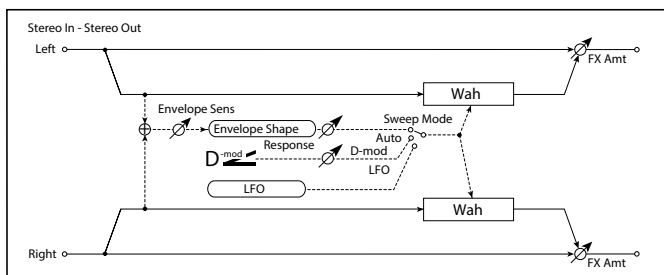 Stereo In - Stereo Out
Left
FX Amt
Wah
Envelope Sens
Sweep Mode
Envelope Shape
Auto
Response
D-mod
D-mod
LFO
LFO
Wah
Right
FX Amt